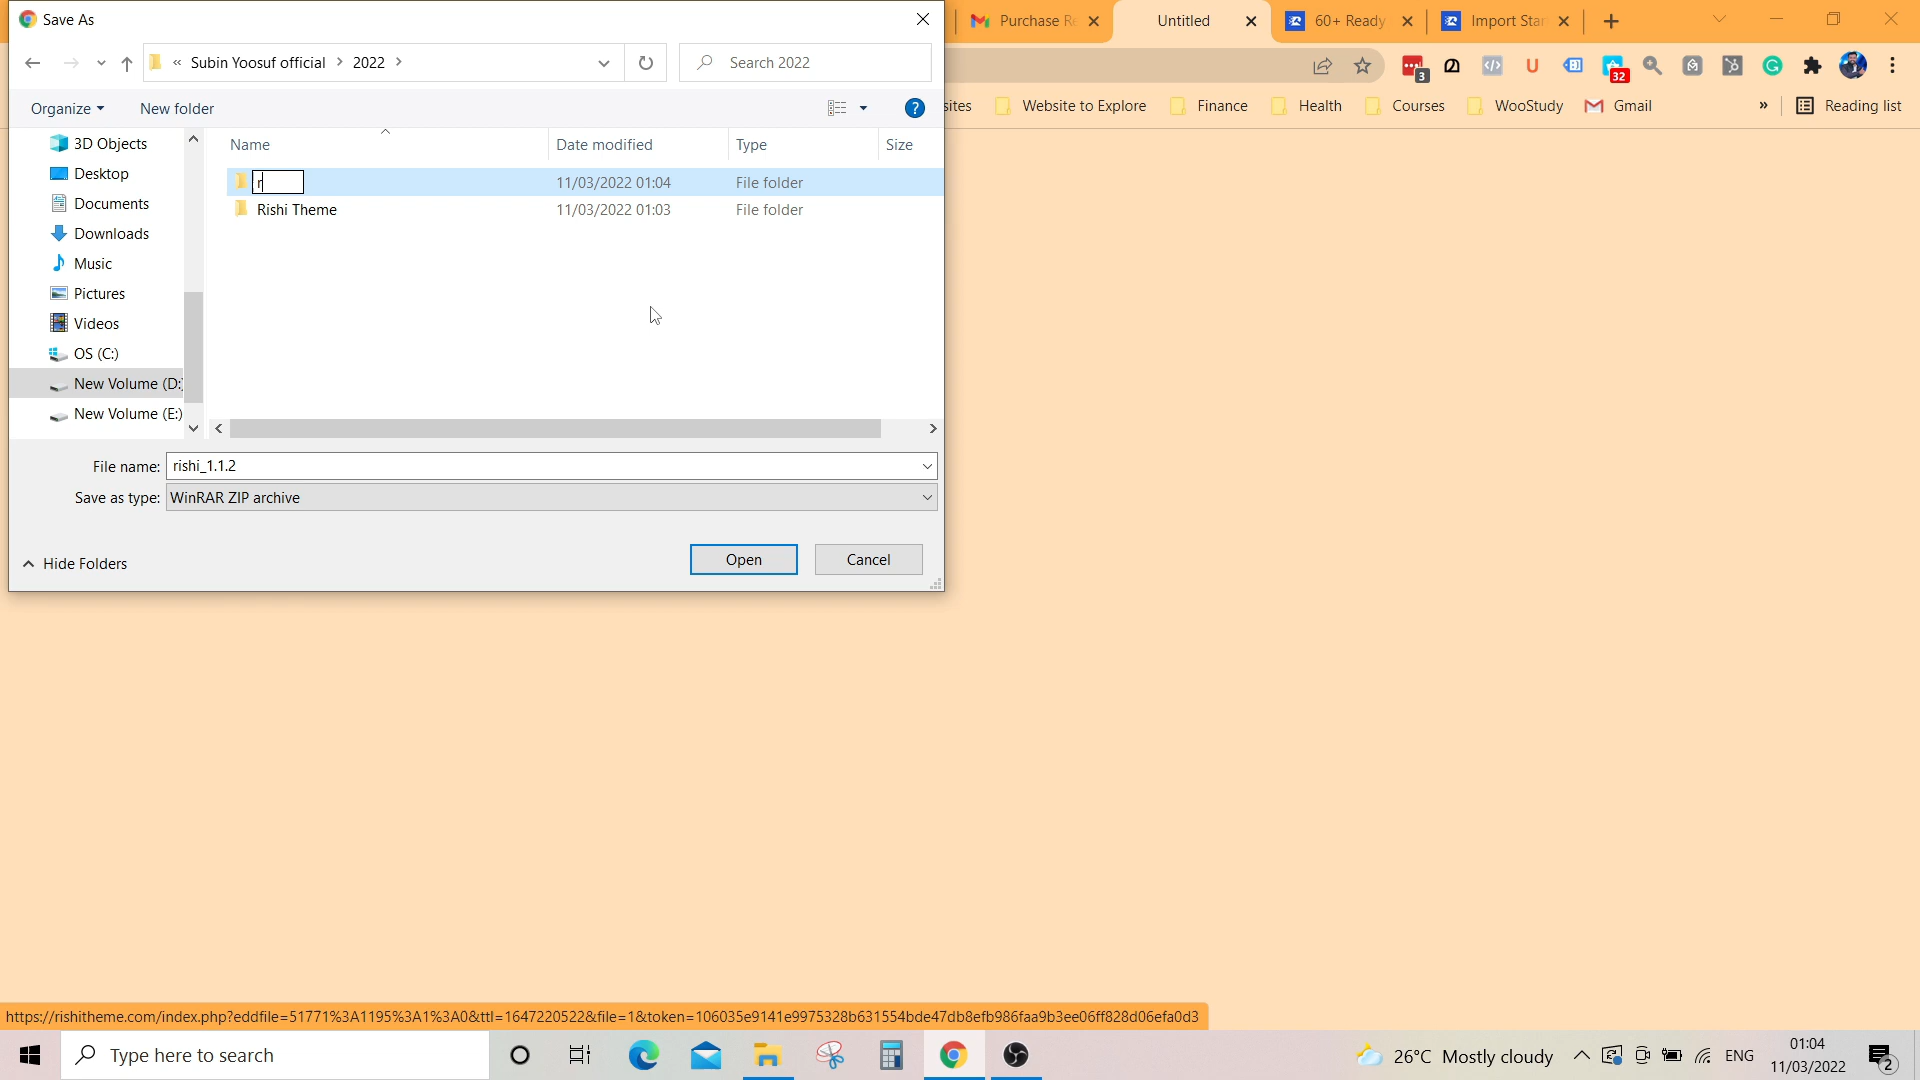 Save As
Purchase Re
Untitled
60+ Ready
Import Star
« Subin Yoosuf official > 2022 >
Search 2022
3
32
Organize
New folder
sites
Website to Explore
Finance
Health
Courses
WooStudy
Gmail
»
Reading list
Name
Date modified
Type
Size
3D Objects
Desktop
Documents
Downloads
Music
Pictures
Videos
OS (C:)
New Volume (D:)
New Volume (E:)
r
11/03/2022 01:04
File folder
Rishi Theme
11/03/2022 01:03
File folder
File name: rishi_1.1.2
Save as type: WinRAR ZIP archive
Hide Folders
Open
Cancel
https://rishitheme.com/index.php?eddfile=51771%3A1195%3A1%3A0&ttl=1647220522&file=1&token=106035e9141e9975328b631554bde47db8efb986faa9b3ee06ff828d06efa0d3
Type here to search
26°C Mostly cloudy
ENG
01:04
11/03/2022
2